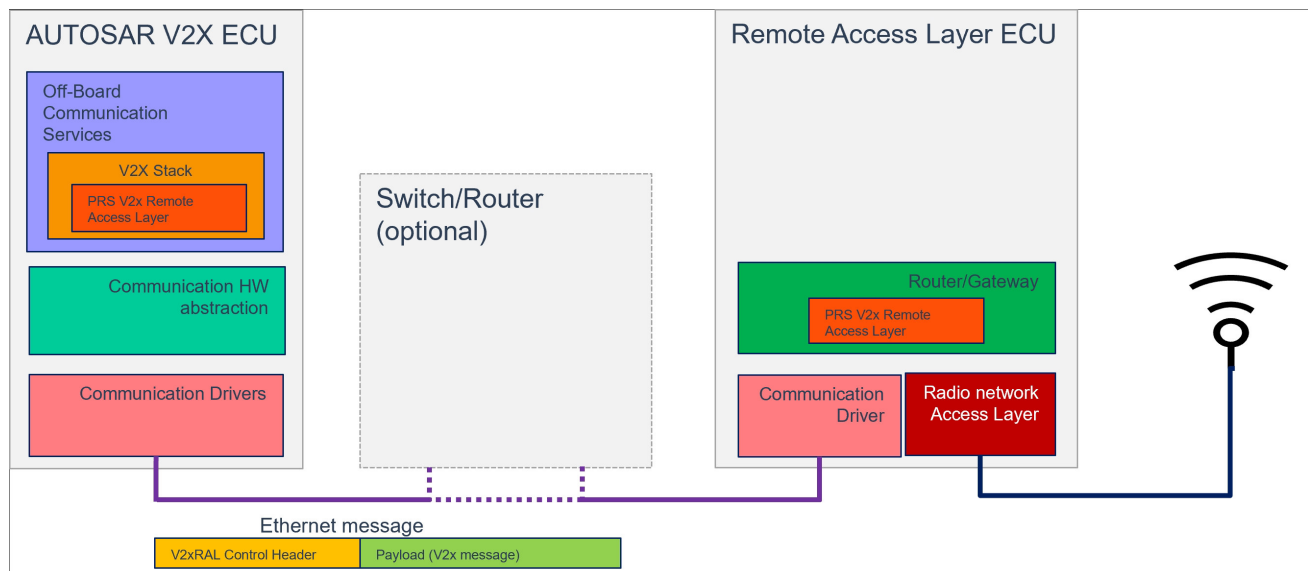 AUTOSAR V2X ECU
Off-Board
Communication
Services
V2X Stack
PRS V2x Remote
Access Layer
Communication HW
abstraction
Communication Drivers
Switch/Router
(optional)
Remote Access Layer ECU
Router/Gateway
PRS V2x Remote
Access Layer
Communication
Driver
Radio network
Access Layer
Ethernet message
V2xRAL Control Header
Payload (V2x message)